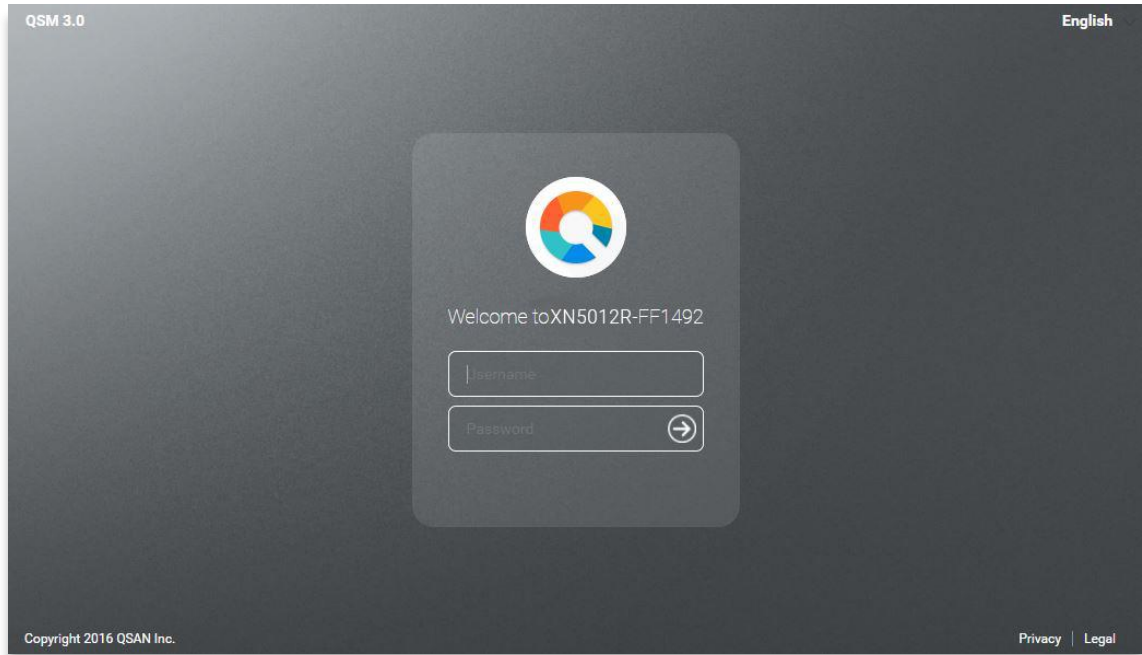 QSM 3.0
English
Welcome toXN5012R-FF1492
Username
Password
Copyright 2016 QSAN Inc.
Privacy | Legal